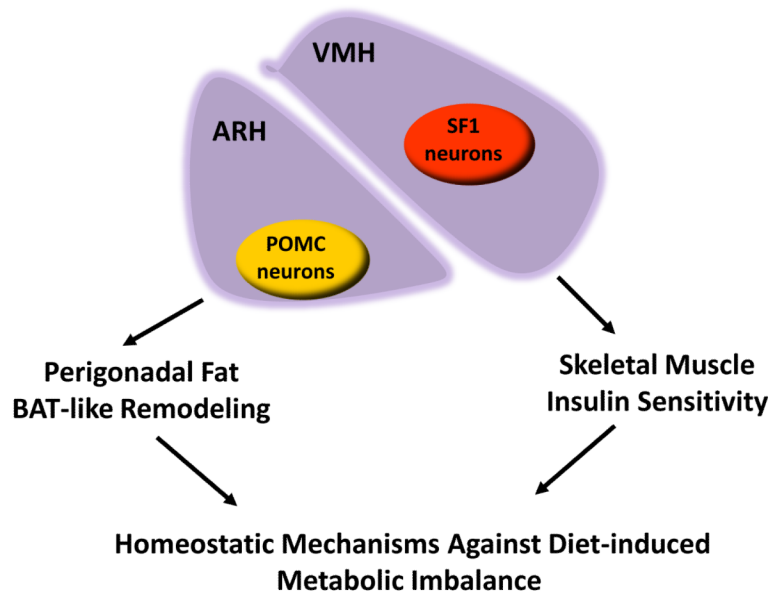 VMH
SF1
neurons
ARH
POMC
neurons
Perigonadal Fat
BAT-like Remodeling
Skeletal Muscle
Insulin Sensitivity
Homeostatic Mechanisms Against Diet-induced
Metabolic Imbalance